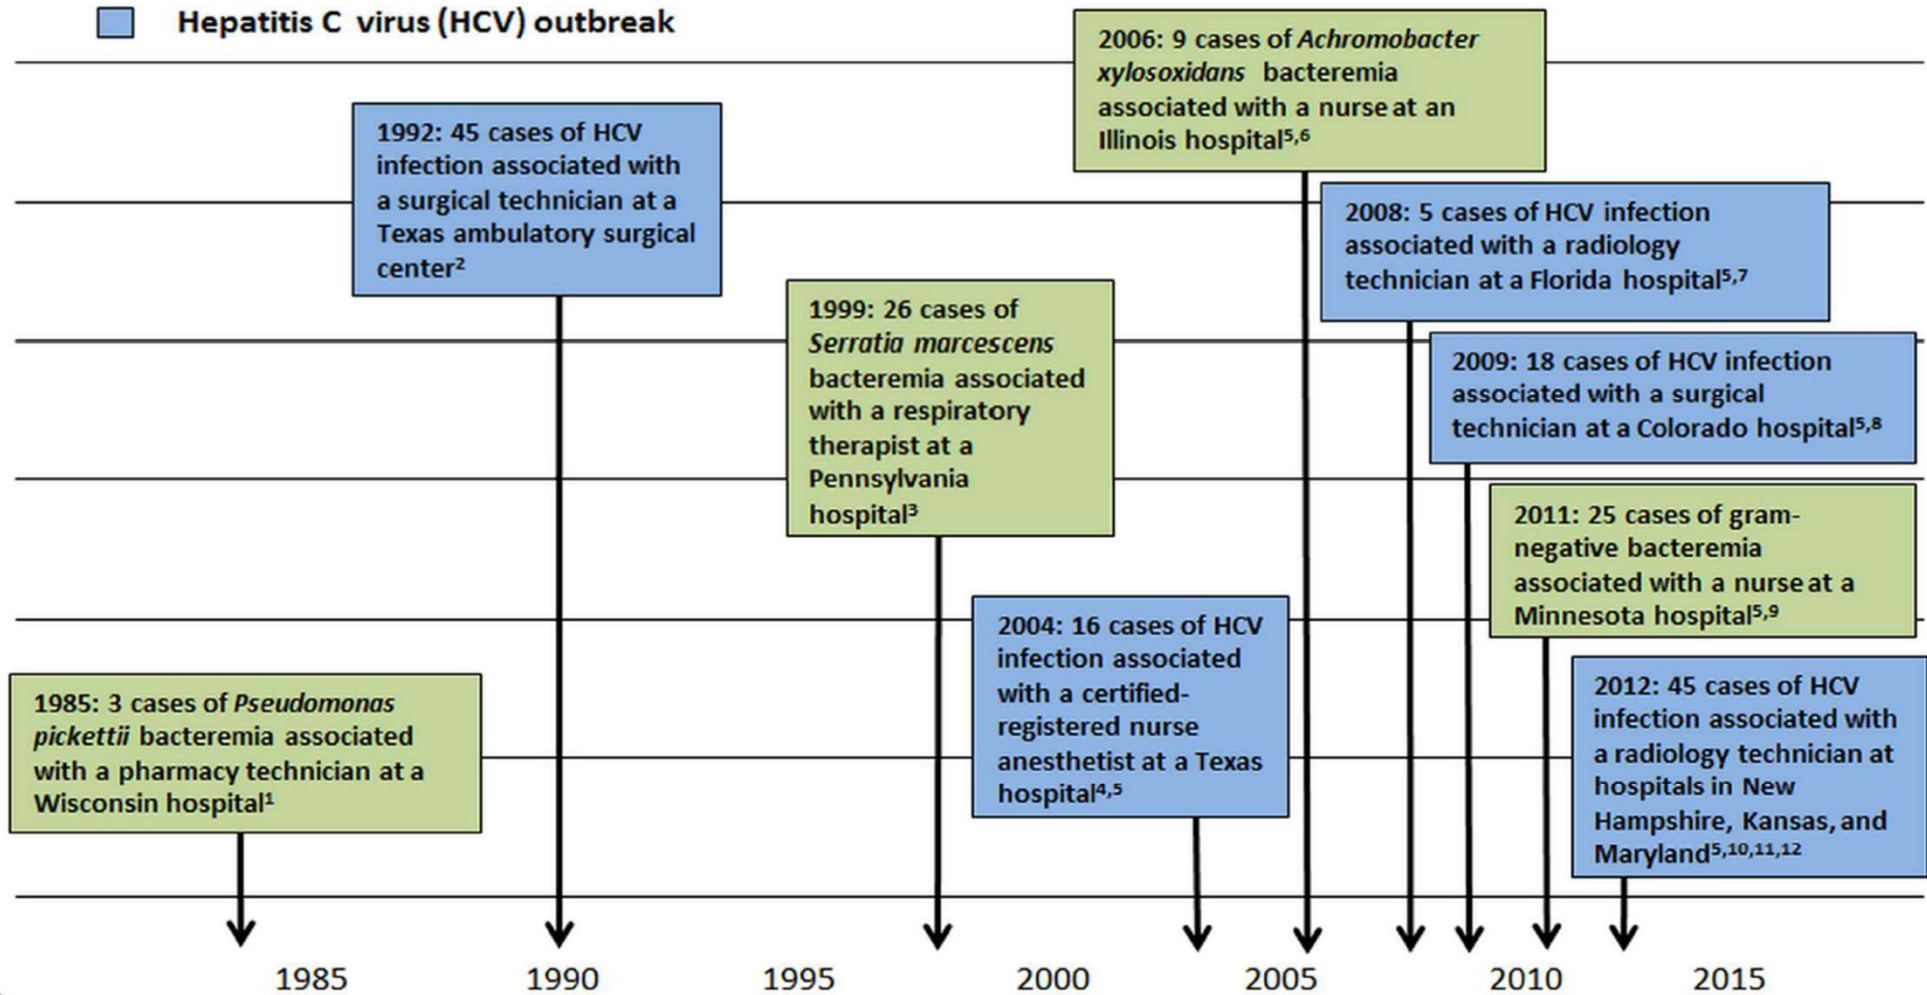 Hepatitis C virus (HCV) outbreak
2006: 9 cases of Achromobacter
xylosoxidans bacteremia
associated with a nurse at an
Illinois hospital5,6
1992: 45 cases of HCV
infection associated with
a surgical technician at a
Texas ambulatory surgical
center2
2008: 5 cases of HCV infection
associated with a radiology
technician at a Florida hospital5,7
1999: 26 cases of
Serratia marcescens
bacteremia associated
with a respiratory
therapist at a
Pennsylvania
hospital3
2009: 18 cases of HCV infection
associated with a surgical
technician at a Colorado hospital5,8
2011: 25 cases of gram-
negative bacteremia
associated with a nurse at a
Minnesota hospital5,9
2004: 16 cases of HCV
infection associated
with a certified-
registered nurse
anesthetist at a Texas
hospital4,5
1985: 3 cases of Pseudomonas
pickettii bacteremia associated
with a pharmacy technician at a
Wisconsin hospital1
2012: 45 cases of HCV
infection associated with
a radiology technician at
hospitals in New
Hampshire, Kansas, and
Maryland5,10,11,12
1985 1990 1995 2000 2005 2010 2015